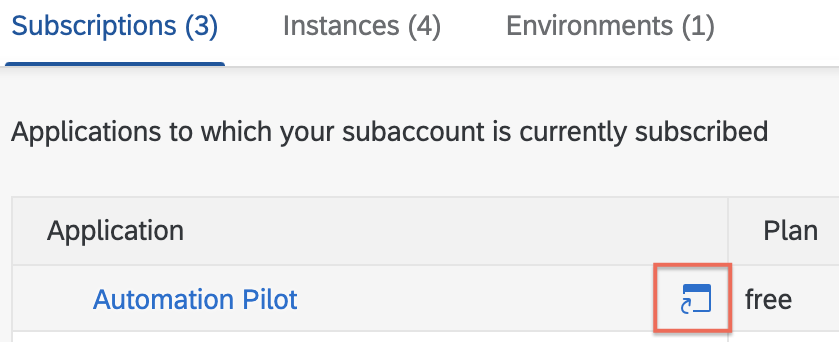 Subscriptions (3) Instances (4) Environments (1)
Applications to which your subaccount is currently subscribed
Application Plan
Automation Pilot free